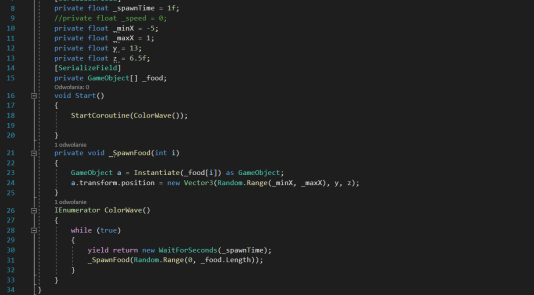 8 private float _spawnTime = 1f;
9 //private float _speed = 0;
10 private float _minX = -5;
11 private float _maxX = 1;
12 private float y = 13;
13 private float z = 6.5f;
14 [SerializeField]
15 private GameObject[] _food;
Odwołania: 0
16 void Start()
17 {
18 StartCoroutine(ColorWave());
19
20 }
1 odwołanie
21 private void _SpawnFood(int i)
22 {
23 GameObject a = Instantiate(_food[i]) as GameObject;
24 a.transform.position = new Vector3(Random.Range(_minX, _maxX), y, z);
25 }
1 odwołanie
26 IEnumerator ColorWave()
27 {
28 while (true)
29 {
30 yield return new WaitForSeconds(_spawnTime);
31 _SpawnFood(Random.Range(0, _food.Length));
32 }
33 }
34 }